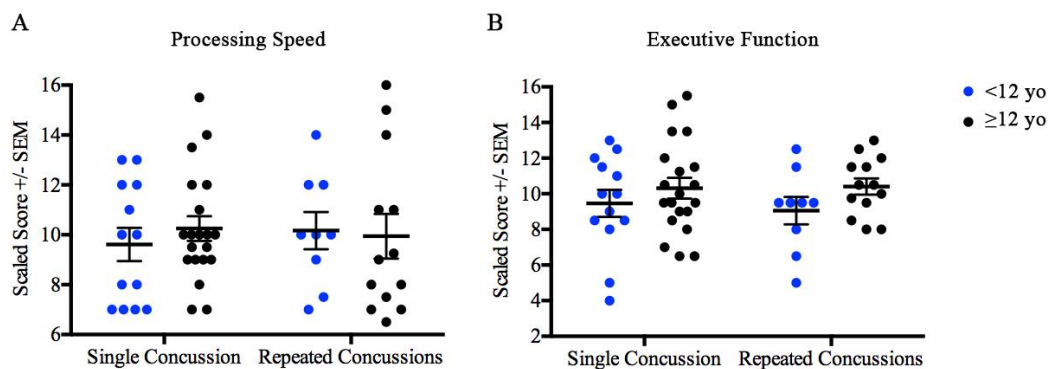 A
Processing Speed
Scaled Score +/- SEM
16
14
12
10
8
6
Single Concussion
Repeated Concussions
B
Executive Function
Scaled Score +/- SEM
16
14
12
10
8
6
4
2
Single Concussion
Repeated Concussions
<12 yo
≥12 yo